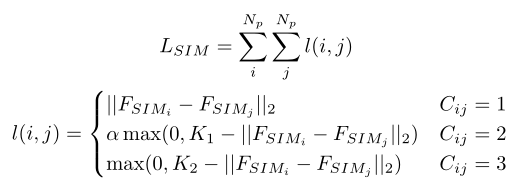 $L_{SIM} = \sum_{i}^{N_p} \sum_{j}^{N_p} l(i,j)$
$l(i,j) = \begin{cases} ||F_{SIM_i} - F_{SIM_j}||_2 & C_{ij} = 1 \\ \alpha \max(0, K_1 - ||F_{SIM_i} - F_{SIM_j}||_2) & C_{ij} = 2 \\ \max(0, K_2 - ||F_{SIM_i} - F_{SIM_j}||_2) & C_{ij} = 3 \end{cases}$